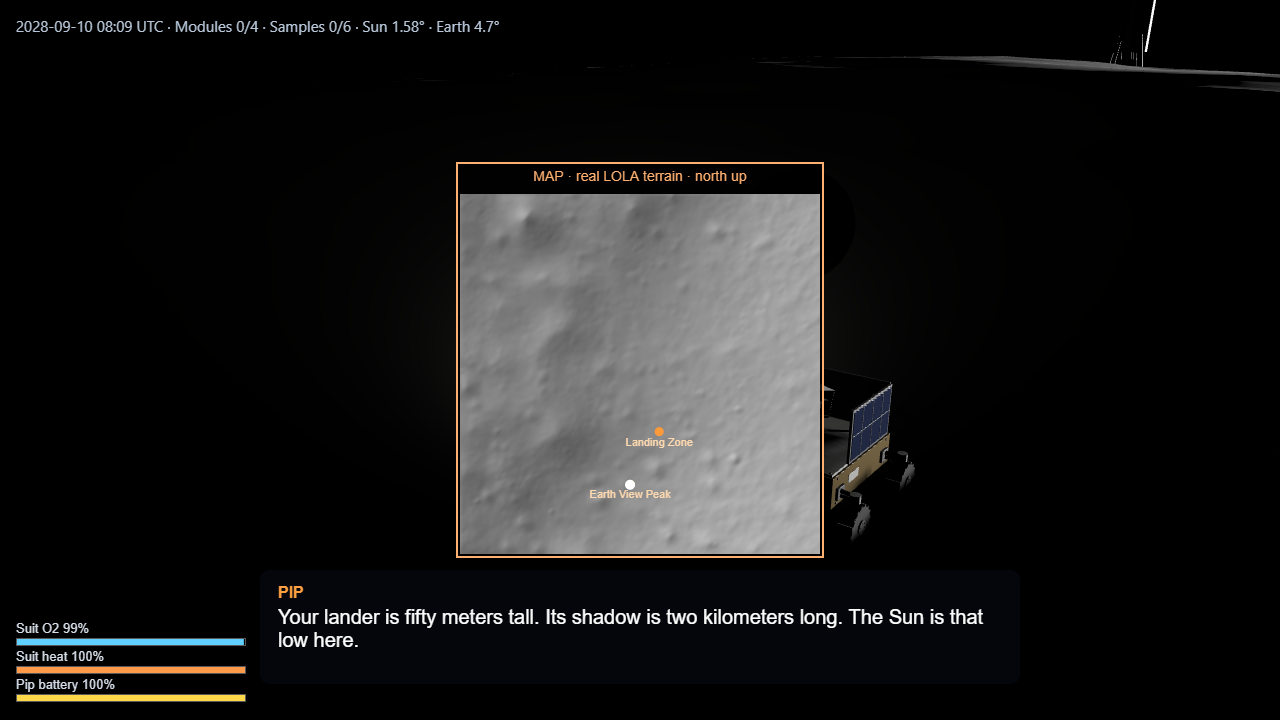 2028-09-10 08:09 UTC · Modules 0/4 · Samples 0/6 · Sun 1.58° · Earth 4.7°
MAP · real LOLA terrain · north up
Landing Zone
Earth View Peak
PIP
Your lander is fifty meters tall. Its shadow is two kilometers long. The Sun is that
low here.
Suit O2 99%
Suit heat 100%
Pip battery 100%